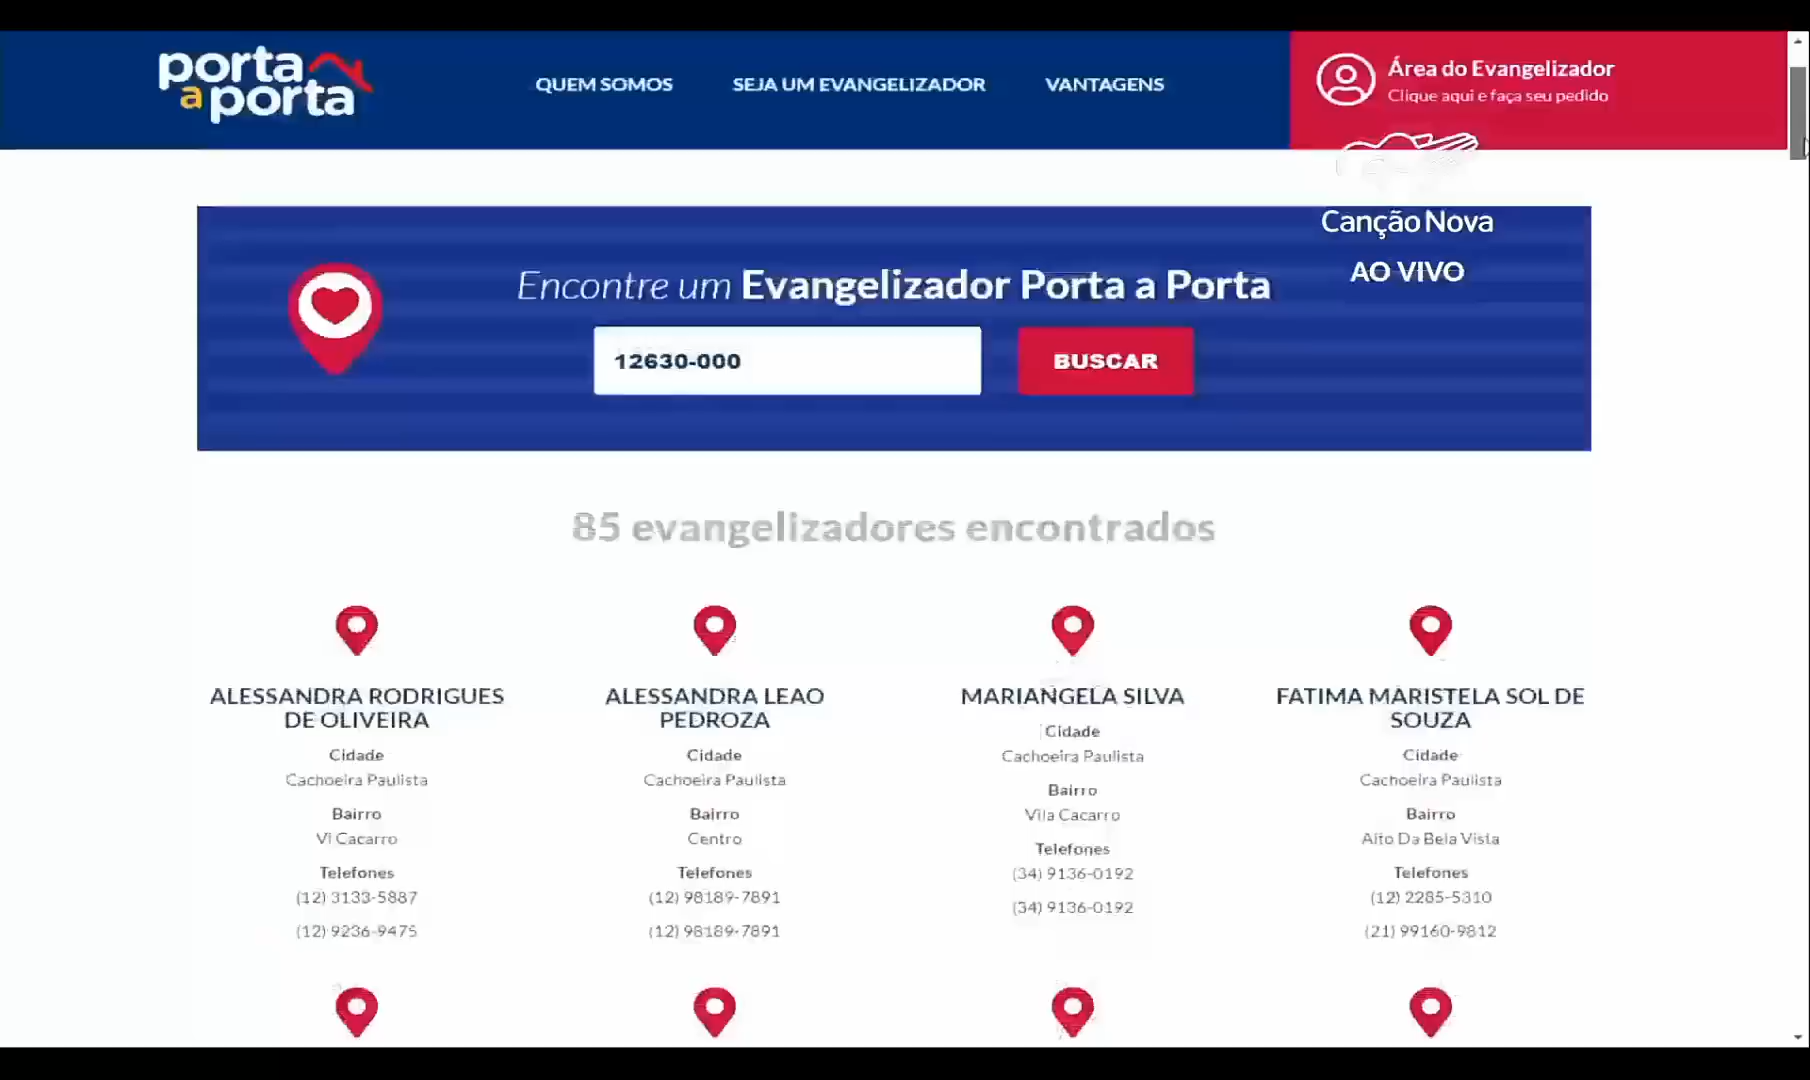 porta
a porta
QUEM SOMOS
SEJA UM EVANGELIZADOR
VANTAGENS
Área do Evangelizador
Clique aqui e faça seu pedido
Canção Nova
AO VIVO
Encontre um Evangelizador Porta a Porta
12630-000
BUSCAR
85 evangelizadores encontrados
ALESSANDRA RODRIGUES
DE OLIVEIRA
Cidade
Cachoeira Paulista
Bairro
Vl Cacarro
Telefones
(12) 3133-5887
(12) 9236-9475
ALESSANDRA LEAO
PEDROZA
Cidade
Cachoeira Paulista
Bairro
Centro
Telefones
(12) 98189-7891
(12) 98189-7891
MARIANGELA SILVA
Cidade
Cachoeira Paulista
Bairro
Vila Cacarro
Telefones
(34) 9136-0192
(34) 9136-0192
FATIMA MARISTELA SOL DE
SOUZA
Cidade
Cachoeira Paulista
Bairro
Alto Da Bela Vista
Telefones
(12) 2285-5310
(21) 99160-9812